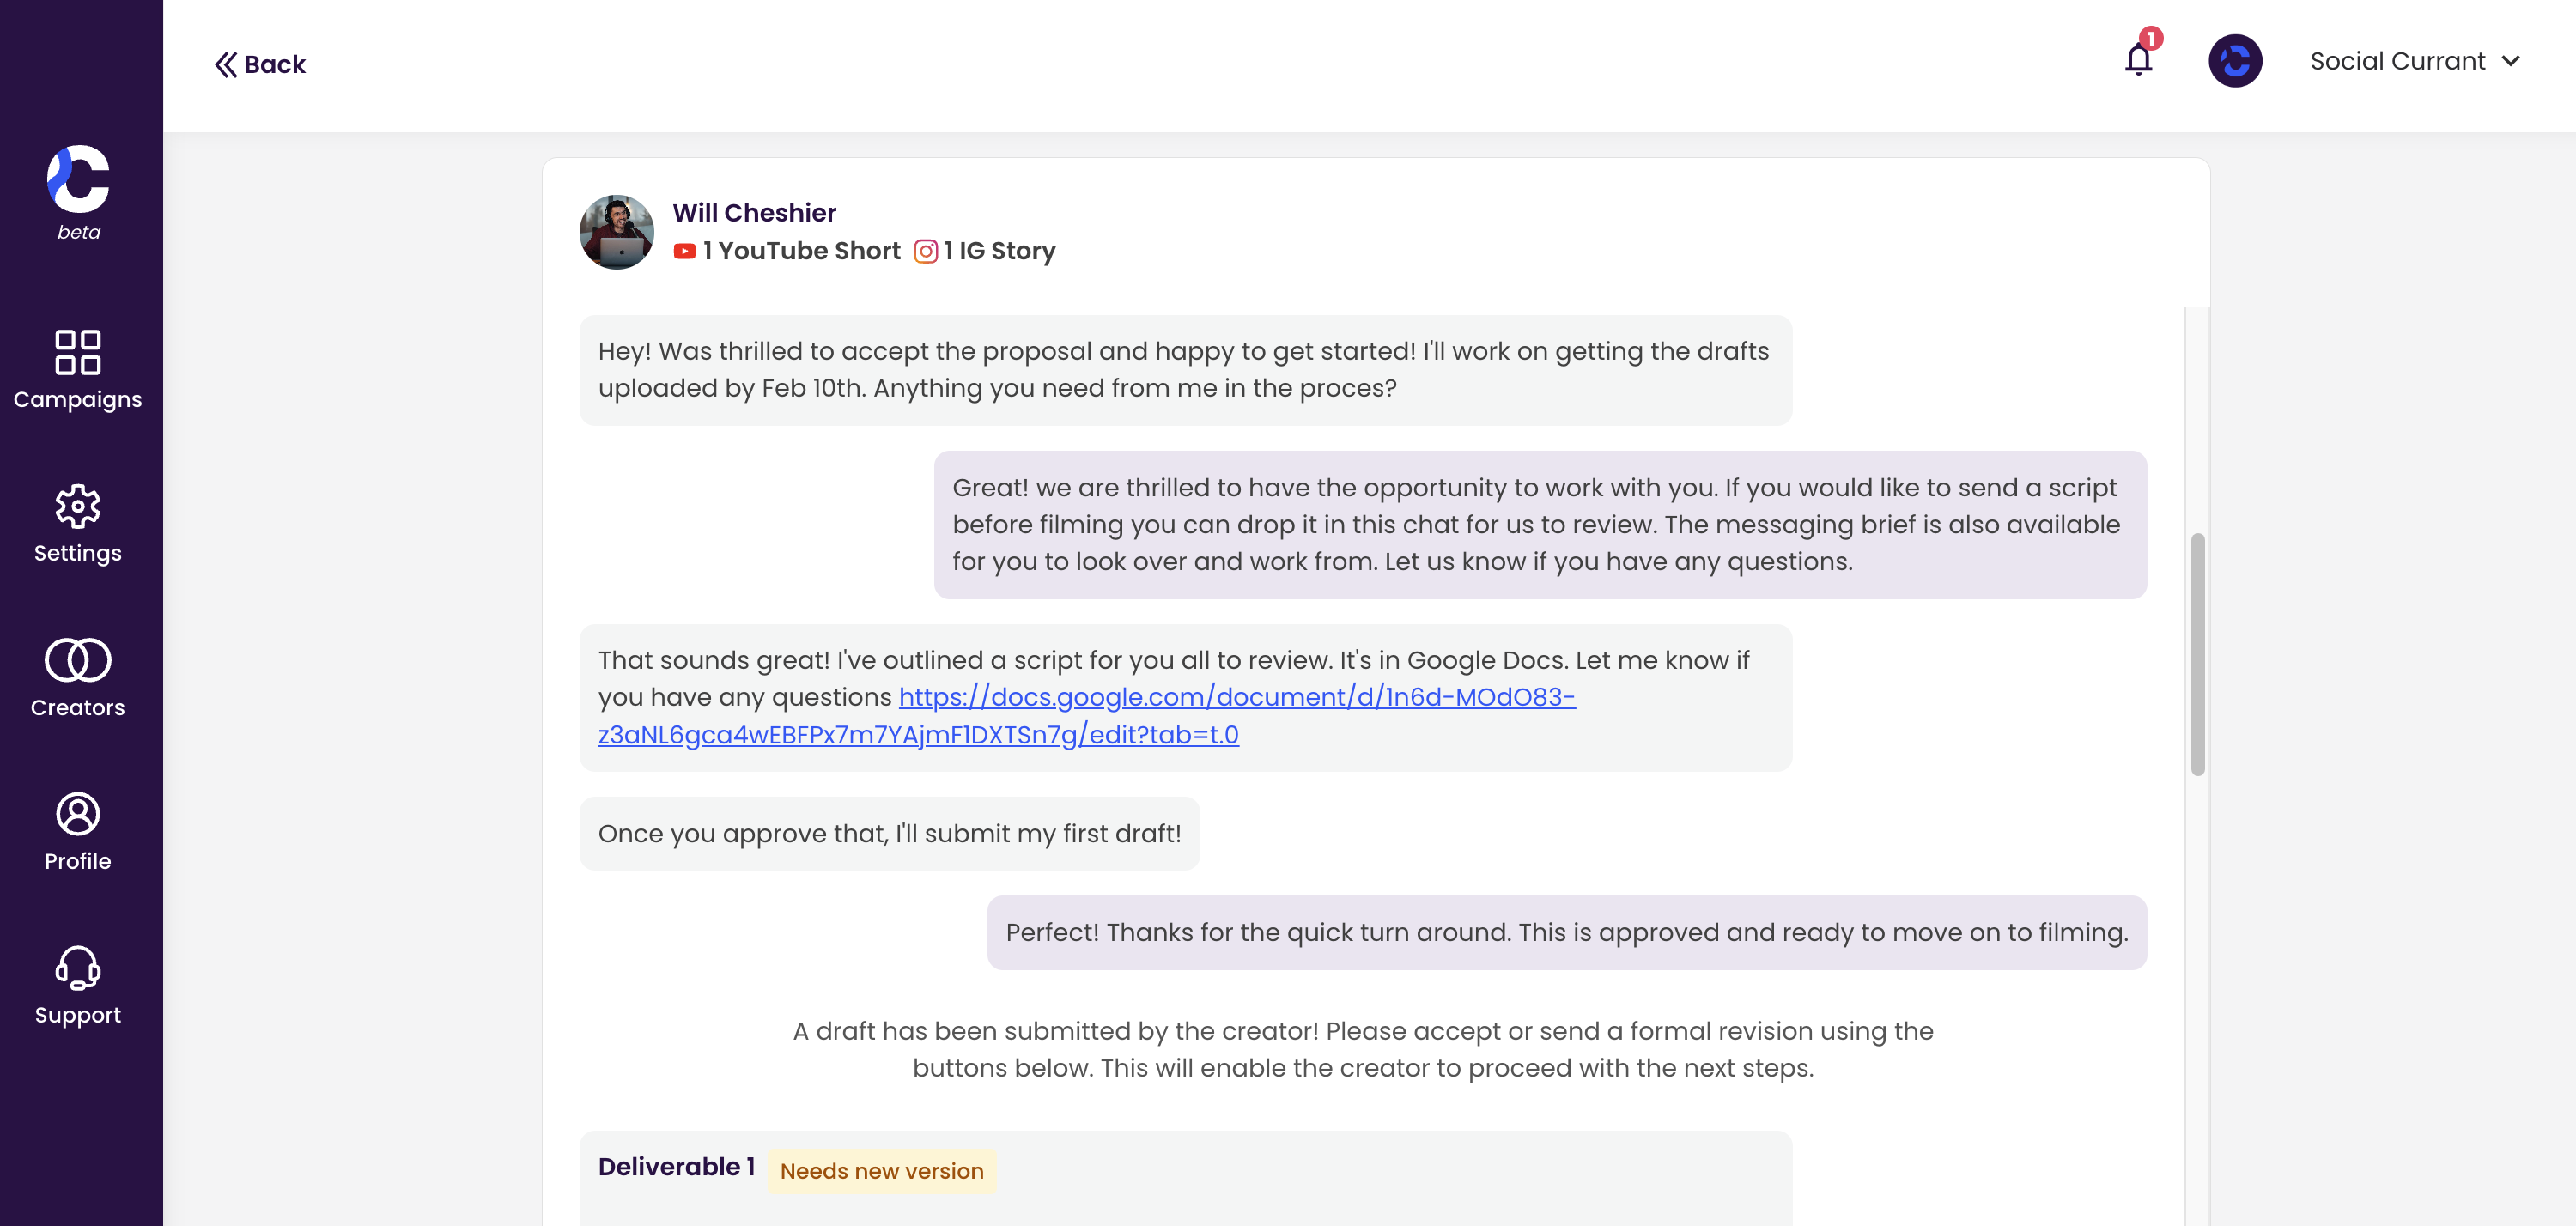 Back
1
Social Currant
beta
Campaigns
Settings
Creators
Profile
Support
Will Cheshier
1 YouTube Short 1 IG Story
Hey! Was thrilled to accept the proposal and happy to get started! I'll work on getting the drafts
uploaded by Feb 10th. Anything you need from me in the proces?
Great! we are thrilled to have the opportunity to work with you. If you would like to send a script
before filming you can drop it in this chat for us to review. The messaging brief is also available
for you to look over and work from. Let us know if you have any questions.
That sounds great! I've outlined a script for you all to review. It's in Google Docs. Let me know if
you have any questions https://docs.google.com/document/d/1n6d-MOdO83-
z3aNL6gca4wEBFPx7m7YAjmF1DXTSn7g/edit?tab=t.0
Once you approve that, I'll submit my first draft!
Perfect! Thanks for the quick turn around. This is approved and ready to move on to filming.
A draft has been submitted by the creator! Please accept or send a formal revision using the
buttons below. This will enable the creator to proceed with the next steps.
Deliverable 1 Needs new version